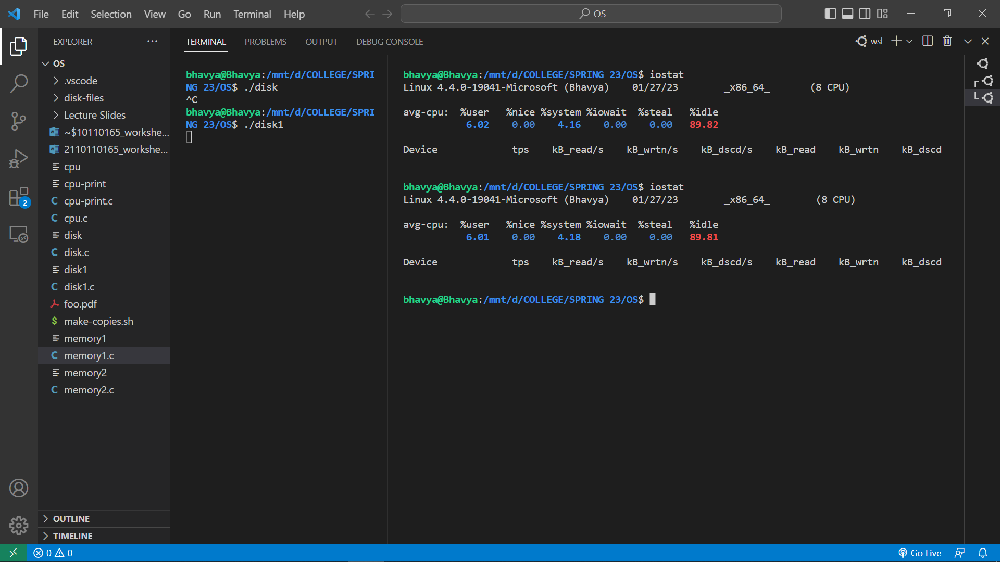 File Edit Selection View Go Run Terminal Help OS
EXPLORER ...
OS
.vscode
disk-files
Lecture Slides
~$10110165_workshe...
2110110165_workshe...
cpu
cpu-print
cpu-print.c
cpu.c
disk
disk.c
disk1
disk1.c
foo.pdf
make-copies.sh
memory1
memory1.c
memory2
memory2.c
OUTLINE
TIMELINE
2
TERMINAL PROBLEMS OUTPUT DEBUG CONSOLE wsl
bhavya@Bhavya:/mnt/d/COLLEGE/SPRI
NG 23/OS$ ./disk
^C
bhavya@Bhavya:/mnt/d/COLLEGE/SPRI
NG 23/OS$ ./disk1
bhavya@Bhavya:/mnt/d/COLLEGE/SPRING 23/OS$ iostat
Linux 4.4.0-19041-Microsoft (Bhavya) 01/27/23 _x86_64_ (8 CPU)
avg-cpu: %user %nice %system %iowait %steal %idle
6.02 0.00 4.16 0.00 0.00 89.82
Device tps kB_read/s kB_wrtn/s kB_dscd/s kB_read kB_wrtn kB_dscd
bhavya@Bhavya:/mnt/d/COLLEGE/SPRING 23/OS$ iostat
Linux 4.4.0-19041-Microsoft (Bhavya) 01/27/23 _x86_64_ (8 CPU)
avg-cpu: %user %nice %system %iowait %steal %idle
6.01 0.00 4.18 0.00 0.00 89.81
Device tps kB_read/s kB_wrtn/s kB_dscd/s kB_read kB_wrtn kB_dscd
bhavya@Bhavya:/mnt/d/COLLEGE/SPRING 23/OS$
0 0 Go Live